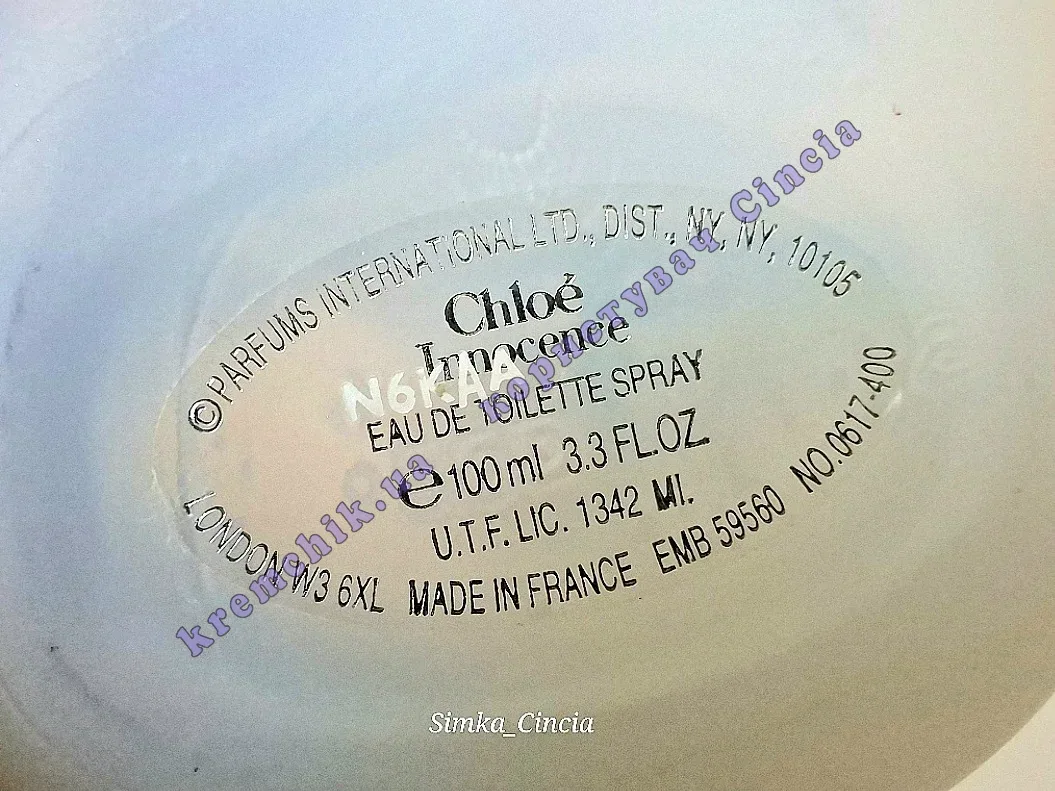 ©PARFUMS INTERNATIONAL LTD., DIST., NY, NY, 10105
Chloé
Innocence
N6KAA
EAU DE TOILETTE SPRAY
e 100 ml 3.3 FL.OZ.
U.T.F. LIC. 1342 MI.
LONDON W3 6XL MADE IN FRANCE EMB 59560 NO.0617-400
kremchik.ua користувач Cincia
Simka_Cincia